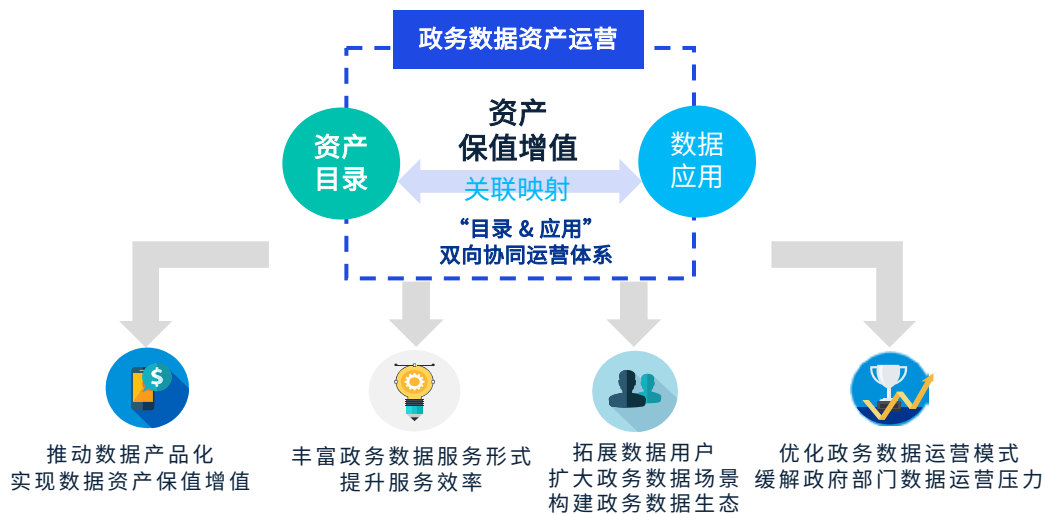 政务数据资产运营
资产
保值增值
资产
目录
数据
应用
关联映射
“目录 & 应用”
双向协同运营体系
$
推动数据产品化
实现数据资产保值增值
丰富政务数据服务形式
提升服务效率
拓展数据用户
扩大政务数据场景
构建政务数据生态
优化政务数据运营模式
缓解政府部门数据运营压力